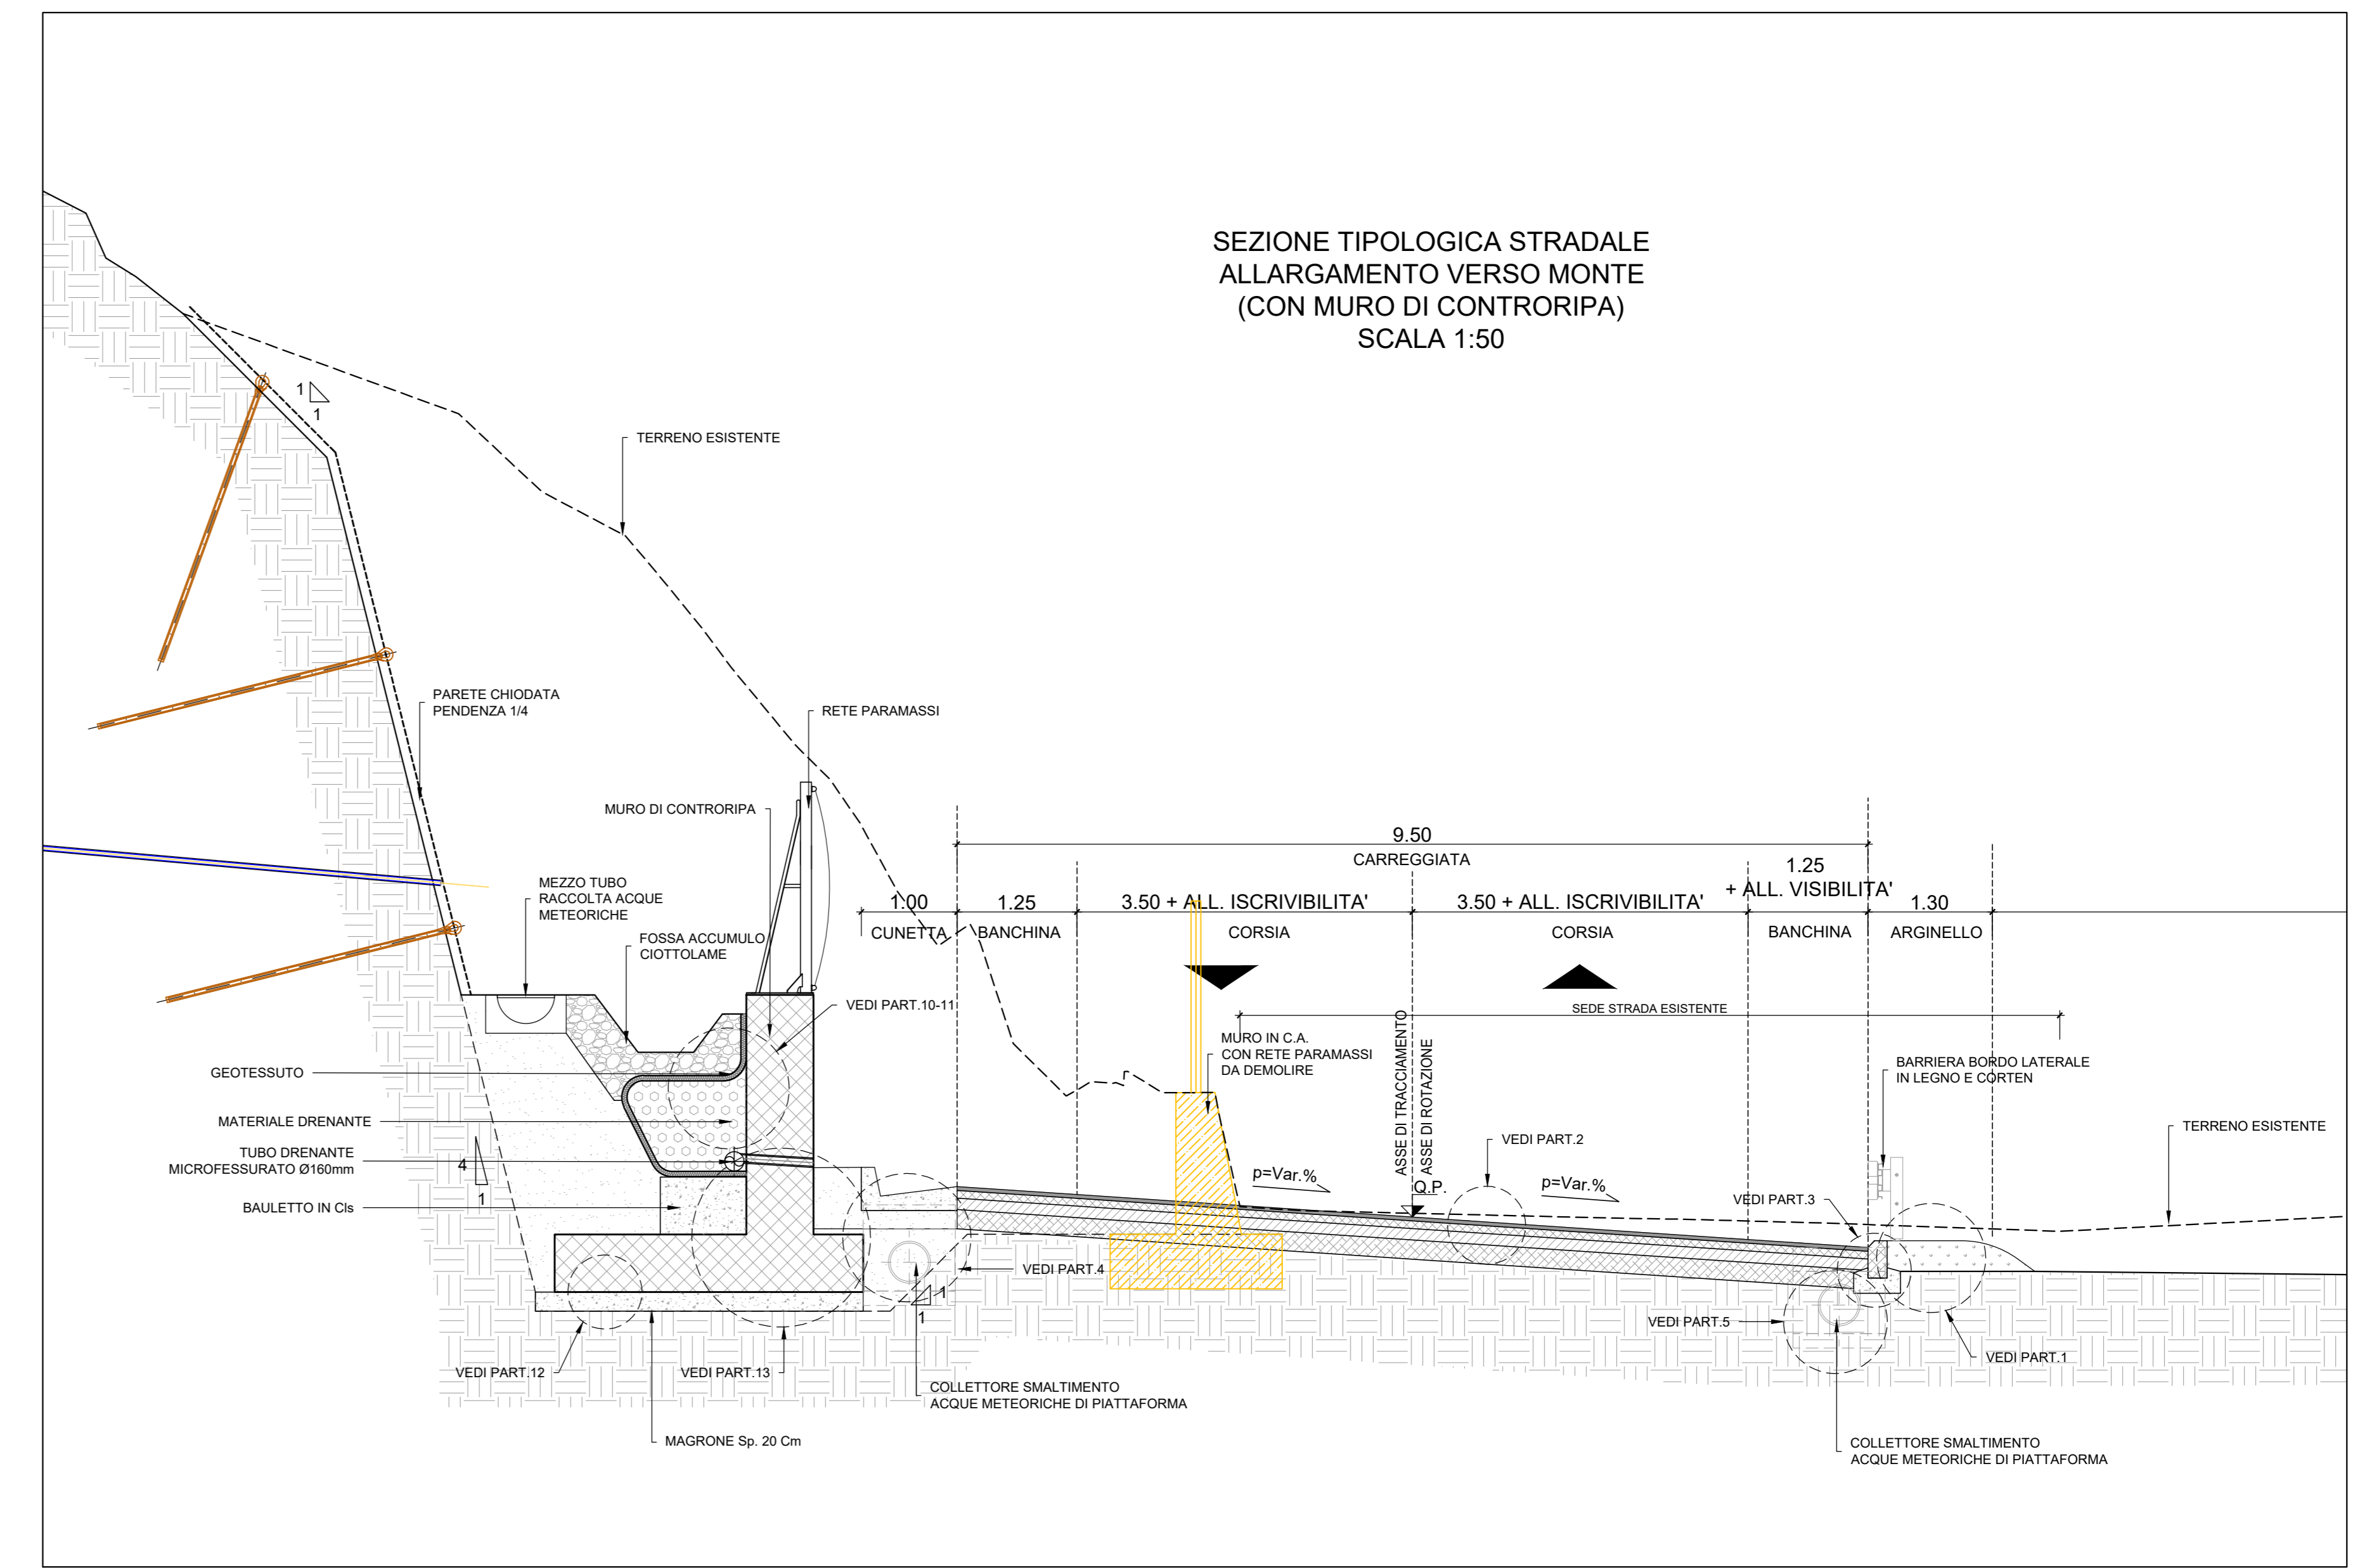 SEZIONE TIPOLOGICA STRADALE
ALLARGAMENTO VERSO MONTE
(CON MURO DI CONTRORIPA)
SCALA 1:50
1
1
TERRENO ESISTENTE
PARETE CHIODATA
PENDENZA 1/4
RETE PARAMASSI
MURO DI CONTRORIPA
9.50
CARREGGIATA
1.25
+ ALL. VISIBILITA'
1.00
1.25
3.50 + ALL. ISCRIVIBILITA'
3.50 + ALL. ISCRIVIBILITA'
1.30
CUNETTA
BANCHINA
CORSIA
CORSIA
BANCHINA
ARGINELLO
MEZZO TUBO
RACCOLTA ACQUE
METEORICHE
FOSSA ACCUMULO
CIOTTOLAME
VEDI PART.10-11
SEDE STRADA ESISTENTE
MURO IN C.A.
CON RETE PARAMASSI
DA DEMOLIRE
ASSE DI TRACCIAMENTO
ASSE DI ROTAZIONE
BARRIERA BORDO LATERALE
IN LEGNO E CORTEN
GEOTESSUTO
MATERIALE DRENANTE
TUBO DRENANTE
MICROFESSURATO Ø160mm
BAULETTO IN Cls
4
1
VEDI PART.2
TERRENO ESISTENTE
p=Var.%
Q.P.
p=Var.%
VEDI PART.3
VEDI PART.4
1
1
VEDI PART.5
VEDI PART.1
VEDI PART.12
VEDI PART.13
COLLETTORE SMALTIMENTO
ACQUE METEORICHE DI PIATTAFORMA
MAGRONE Sp. 20 Cm
COLLETTORE SMALTIMENTO
ACQUE METEORICHE DI PIATTAFORMA